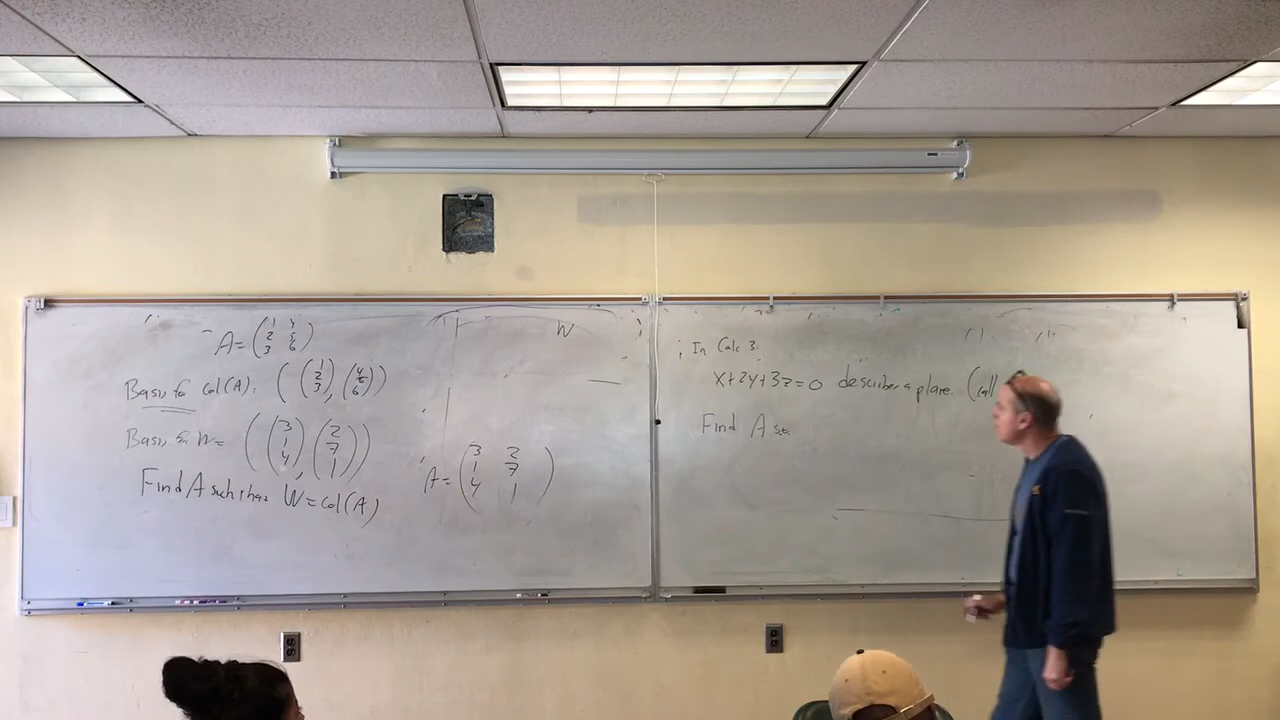 A = (1 4 2 5 3 6)
Basis for Col(A): ((1 2 3), (4 5 6))
Basis for W = ((3 1 4), (2 7 1))
Find A such that W = Col(A)
W
A = (3 2 1 7 4 1)
In Calc 3:
x+2y+3z=0 describes a plane. (call
Find A s.t.